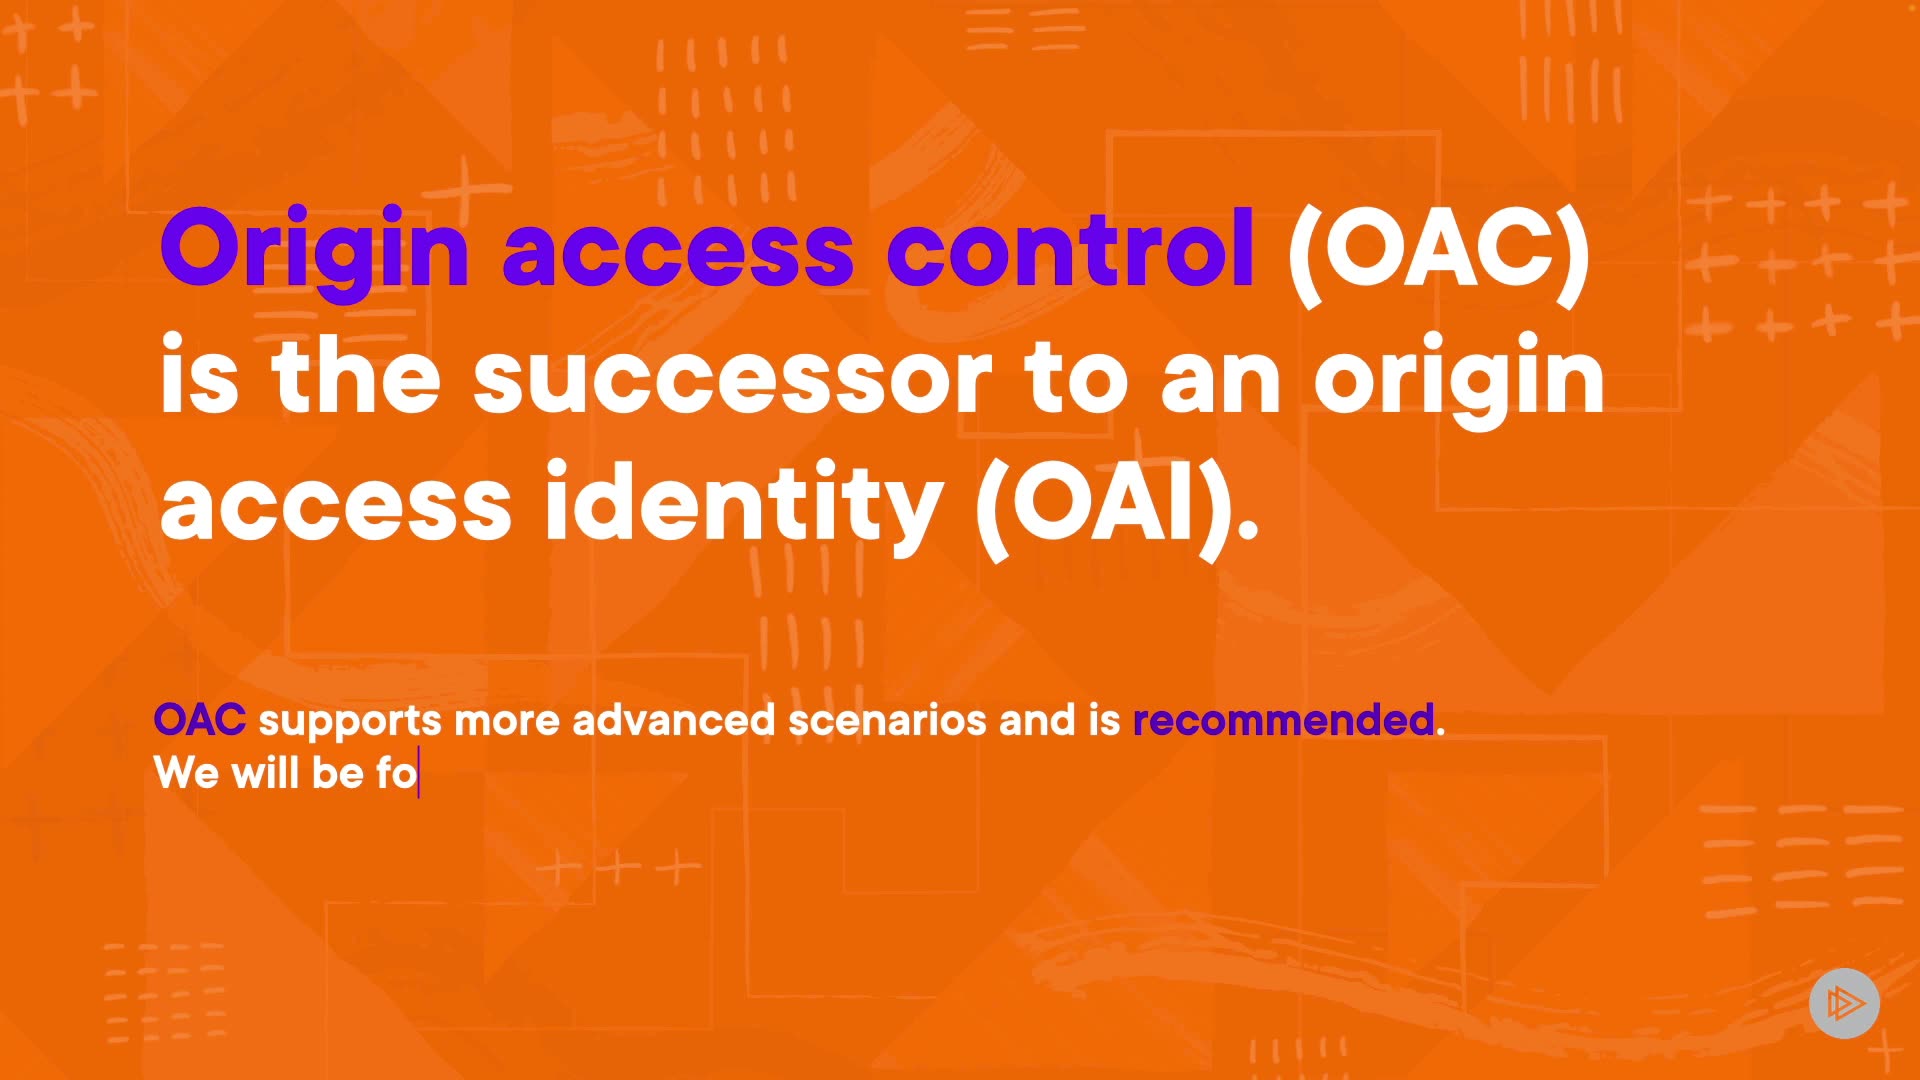 Origin access control (OAC)
is the successor to an origin
access identity (OAI).
OAC supports more advanced scenarios and is recommended.
We will be fo